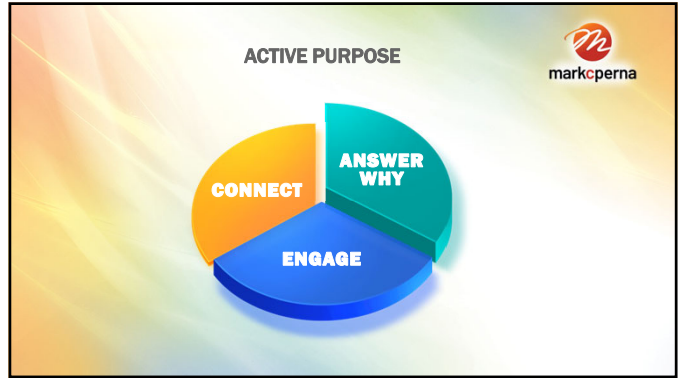 ACTIVE PURPOSE
markcperna
ANSWER
WHY
CONNECT
ENGAGE